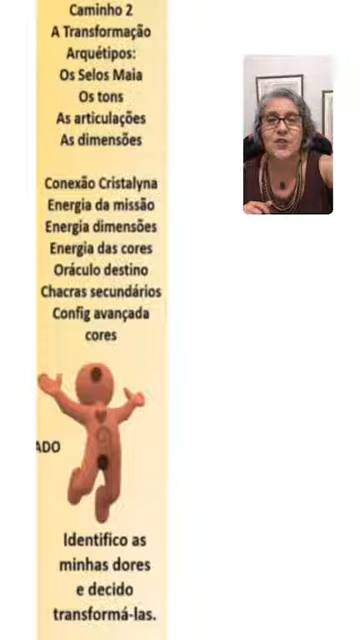 Caminho 2
A Transformação
Arquétipos:
Os Selos Maia
Os tons
As articulações
As dimensões
Conexão Cristalyna
Energia da missão
Energia dimensões
Energia das cores
Oráculo destino
Chacras secundários
Config avançada
cores
ADO
Identifico as
minhas dores
e decido
transformá-las.